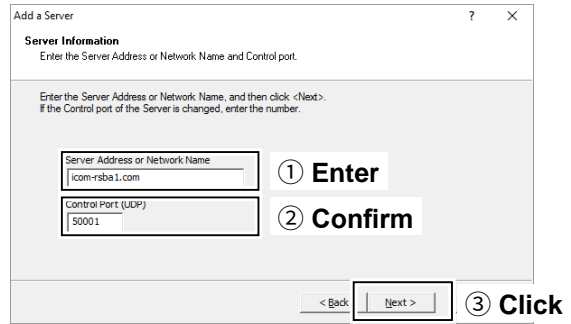 Add a Server ? ×
Server Information
Enter the Server Address or Network Name and Control port.
Enter the Server Address or Network Name, and then click <Next>.
If the Control port of the Server is changed, enter the number.
Server Address or Network Name
icom-rsba1.com
① Enter
Control Port (UDP)
50001
② Confirm
< Back
Next >
③ Click